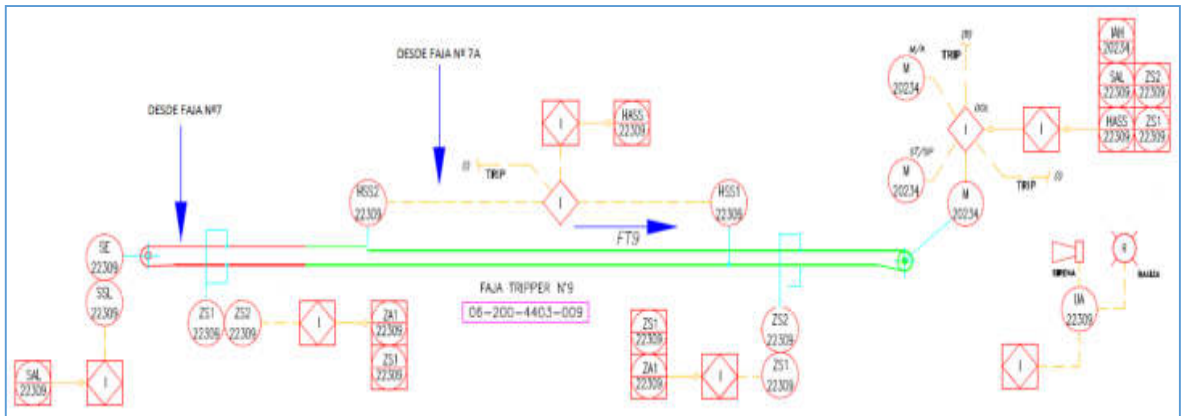 DESDE FAJA Nº 7A
DESDE FAJA Nº7
M/A
M
20234
(R)
TRIP
IAH
20234
SAL
22309
ZS2
22309
HASS
22309
ZS1
22309
I
I
ST/SP
M
20234
M
20234
TRIP
(I)
I
HASS
22309
(I)
TRIP
I
HSS2
22309
HSS1
22309
FT9
SE
22309
SSL
22309
SAL
22309
I
ZS1
22309
ZS2
22309
I
ZA1
22309
ZS1
22309
FAJA TRIPPER N'9
06-200-4403-009
ZS1
22309
ZA1
22309
I
ZS2
22309
ZS1
22309
SIRENA
R
BALIZA
UA
22309
I